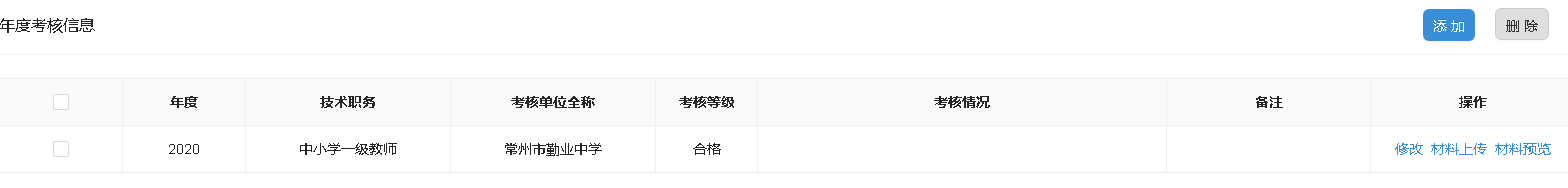 年度考核信息 添 加 删 除
年度 技术职务 考核单位全称 考核等级 考核情况 备注 操作
2020 中小学一级教师 常州市勤业中学 合格 修改 材料上传 材料预览